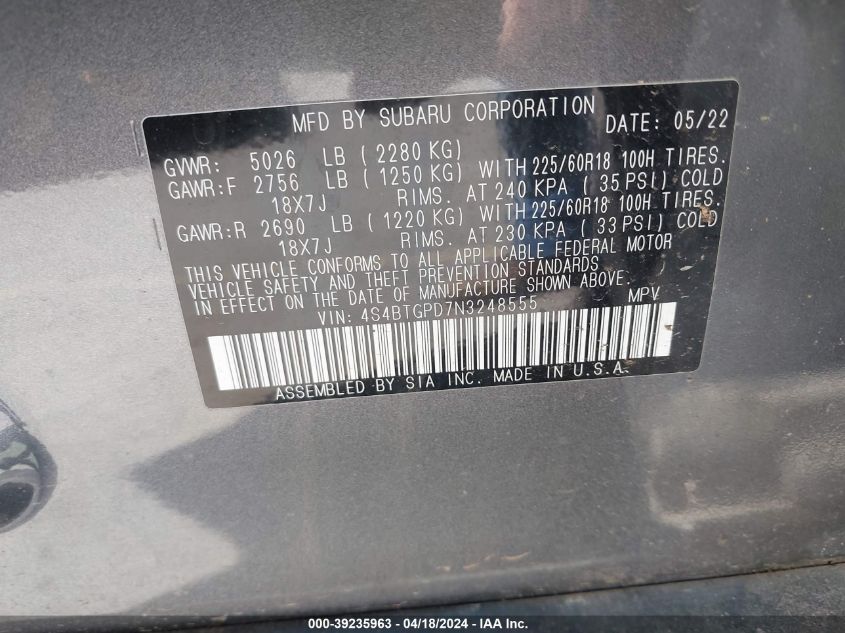 MFD BY SUBARU CORPORATION DATE: 05/22
GVWR: 5026 LB ( 2280 KG)
GAWR:F 2756 LB ( 1250 KG) WITH 225/60R18 100H TIRES.
18X7J RIMS. AT 240 KPA ( 35 PSI) COLD
GAWR:R 2690 LB ( 1220 KG) WITH 225/60R18 100H TIRES.
18X7J RIMS. AT 230 KPA ( 33 PSI) COLD
THIS VEHICLE CONFORMS TO ALL APPLICABLE FEDERAL MOTOR
VEHICLE SAFETY AND THEFT PREVENTION STANDARDS
IN EFFECT ON THE DATE OF MANUFACTURE SHOWN ABOVE.
VIN: 4S4BTGPD7N3248555 MPV
ASSEMBLED BY SIA INC. MADE IN U.S.A.
000-39235963 - 04/18/2024 - IAA Inc.